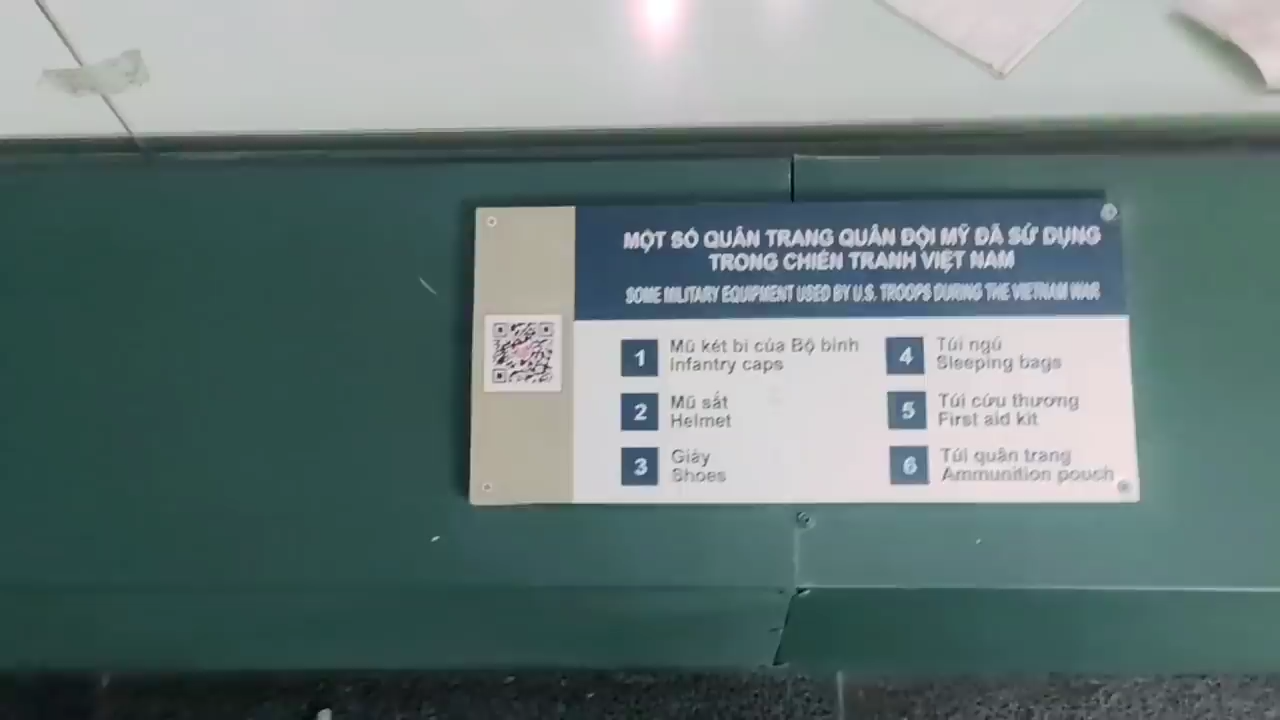 MỘT SỐ QUÂN TRANG QUÂN ĐỘI MỸ ĐÃ SỬ DỤNG
TRONG CHIẾN TRANH VIỆT NAM
SOME MILITARY EQUIPMENT USED BY U.S. TROOPS DURING THE VIETNAM WAR
1 Mũ két bi của Bộ binh
Infantry caps
2 Mũ sắt
Helmet
3 Giày
Shoes
4 Túi ngủ
Sleeping bags
5 Túi cứu thương
First aid kit
6 Túi quân trang
Ammunition pouch